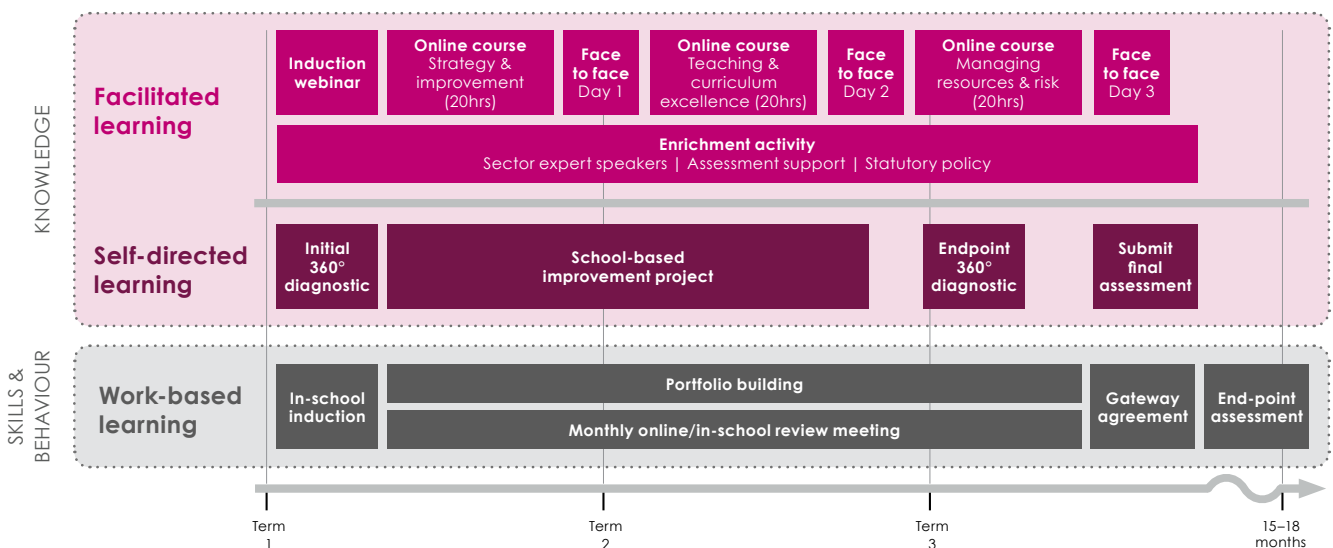 KNOWLEDGE
Facilitated
learning
Induction
webinar
Online course
Strategy &
improvement
(20hrs)
Face
to face
Day 1
Online course
Teaching &
curriculum
excellence (20hrs)
Face
to face
Day 2
Online course
Managing
resources & risk
(20hrs)
Face
to face
Day 3
Enrichment activity
Sector expert speakers | Assessment support | Statutory policy
Self-directed
learning
Initial
360°
diagnostic
School-based
improvement project
Endpoint
360°
diagnostic
Submit
final
assessment
SKILLS &
BEHAVIOUR
Work-based
learning
In-school
induction
Portfolio building
Monthly online/in-school review meeting
Gateway
agreement
End-point
assessment
Term
1
Term
2
Term
3
15–18
months